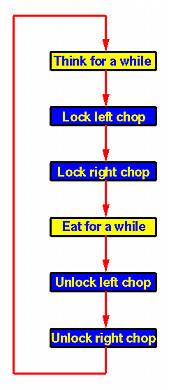 Think for a while
Lock left chop
Lock right chop
Eat for a while
Unlock left chop
Unlock right chop